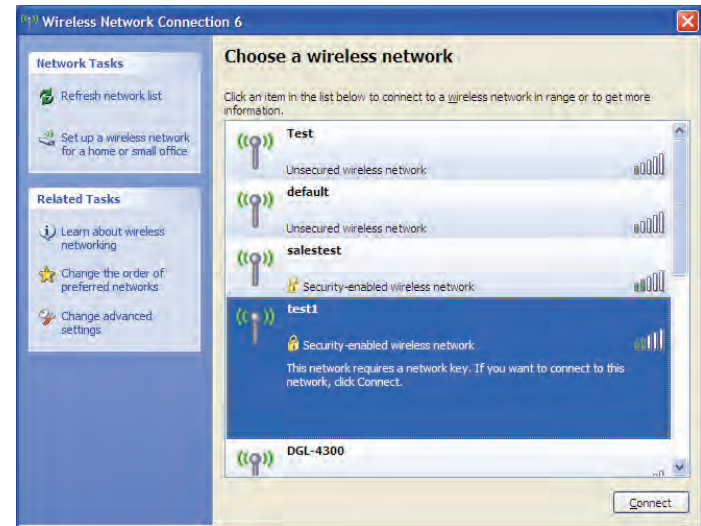 Wireless Network Connection 6
Network Tasks
Refresh network list
Set up a wireless network
for a home or small office
Related Tasks
Learn about wireless
networking
Change the order of
preferred networks
Change advanced
settings
Choose a wireless network
Click an item in the list below to connect to a wireless network in range or to get more
information.
Test
Unsecured wireless network
default
Unsecured wireless network
salestest
Security-enabled wireless network
test1
Security-enabled wireless network
This network requires a network key. If you want to connect to this
network, click Connect.
DGL-4300
Connect